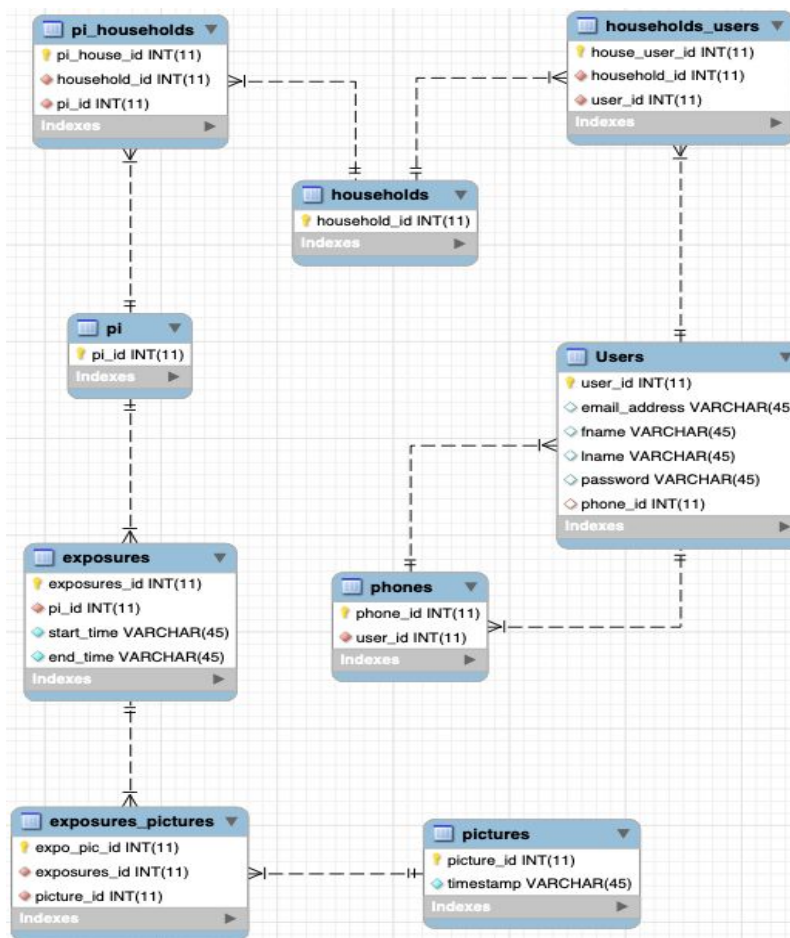 pi_households
pi_house_id INT(11)
household_id INT(11)
pi_id INT(11)
Indexes
households_users
house_user_id INT(11)
household_id INT(11)
user_id INT(11)
Indexes
households
household_id INT(11)
Indexes
pi
pi_id INT(11)
Indexes
Users
user_id INT(11)
email_address VARCHAR(45
fname VARCHAR(45)
lname VARCHAR(45)
password VARCHAR(45)
phone_id INT(11)
Indexes
exposures
exposures_id INT(11)
pi_id INT(11)
start_time VARCHAR(45)
end_time VARCHAR(45)
Indexes
phones
phone_id INT(11)
user_id INT(11)
Indexes
exposures_pictures
expo_pic_id INT(11)
exposures_id INT(11)
picture_id INT(11)
Indexes
pictures
picture_id INT(11)
timestamp VARCHAR(45)
Indexes